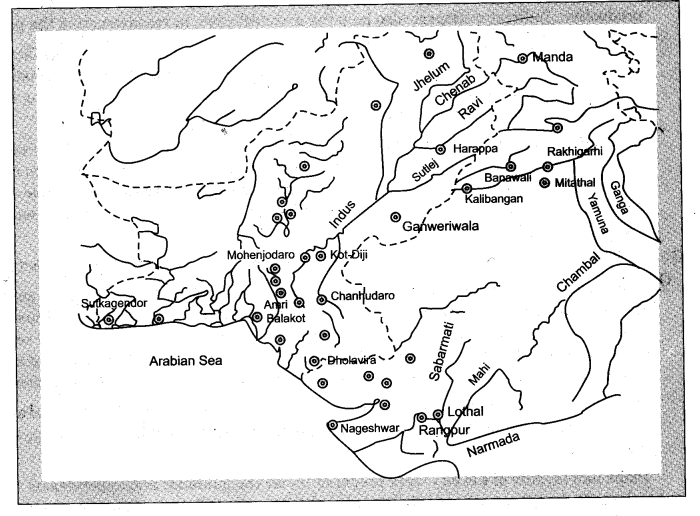 Manda
Jhelum
Chenab
Ravi
Harappa
Rakhigarhi
Sutlej
Banawali
Mitathal
Kalibangan
Ganga
Yamuna
Indus
Ganweriwala
Mohenjodaro
Kot-Diji
Chambal
Sutkagendor
Amri
Chanhudaro
Balakot
Arabian Sea
Dholavira
Sabarmati
Mahi
Lothal
Nageshwar
Rangpur
Narmada